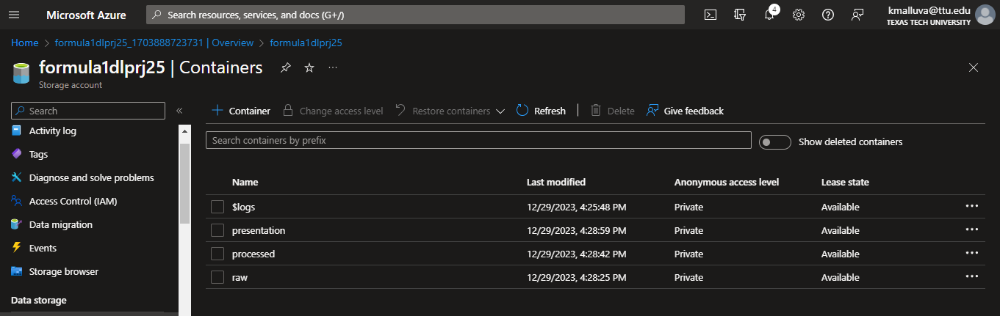 Microsoft Azure
Search resources, services, and docs (G+/)
4
kmalluva@ttu.edu
TEXAS TECH UNIVERSITY
Home > formula1dlprj25_1703888723731 | Overview > formula1dlprj25
formula1dlprj25 | Containers
Storage account
Search
Activity log
Tags
Diagnose and solve problems
Access Control (IAM)
Data migration
Events
Storage browser
Data storage
Container Change access level Restore containers Refresh Delete Give feedback
Search containers by prefix
Show deleted containers
Name Last modified Anonymous access level Lease state
$logs 12/29/2023, 4:25:48 PM Private Available
presentation 12/29/2023, 4:28:59 PM Private Available
processed 12/29/2023, 4:28:42 PM Private Available
raw 12/29/2023, 4:28:25 PM Private Available